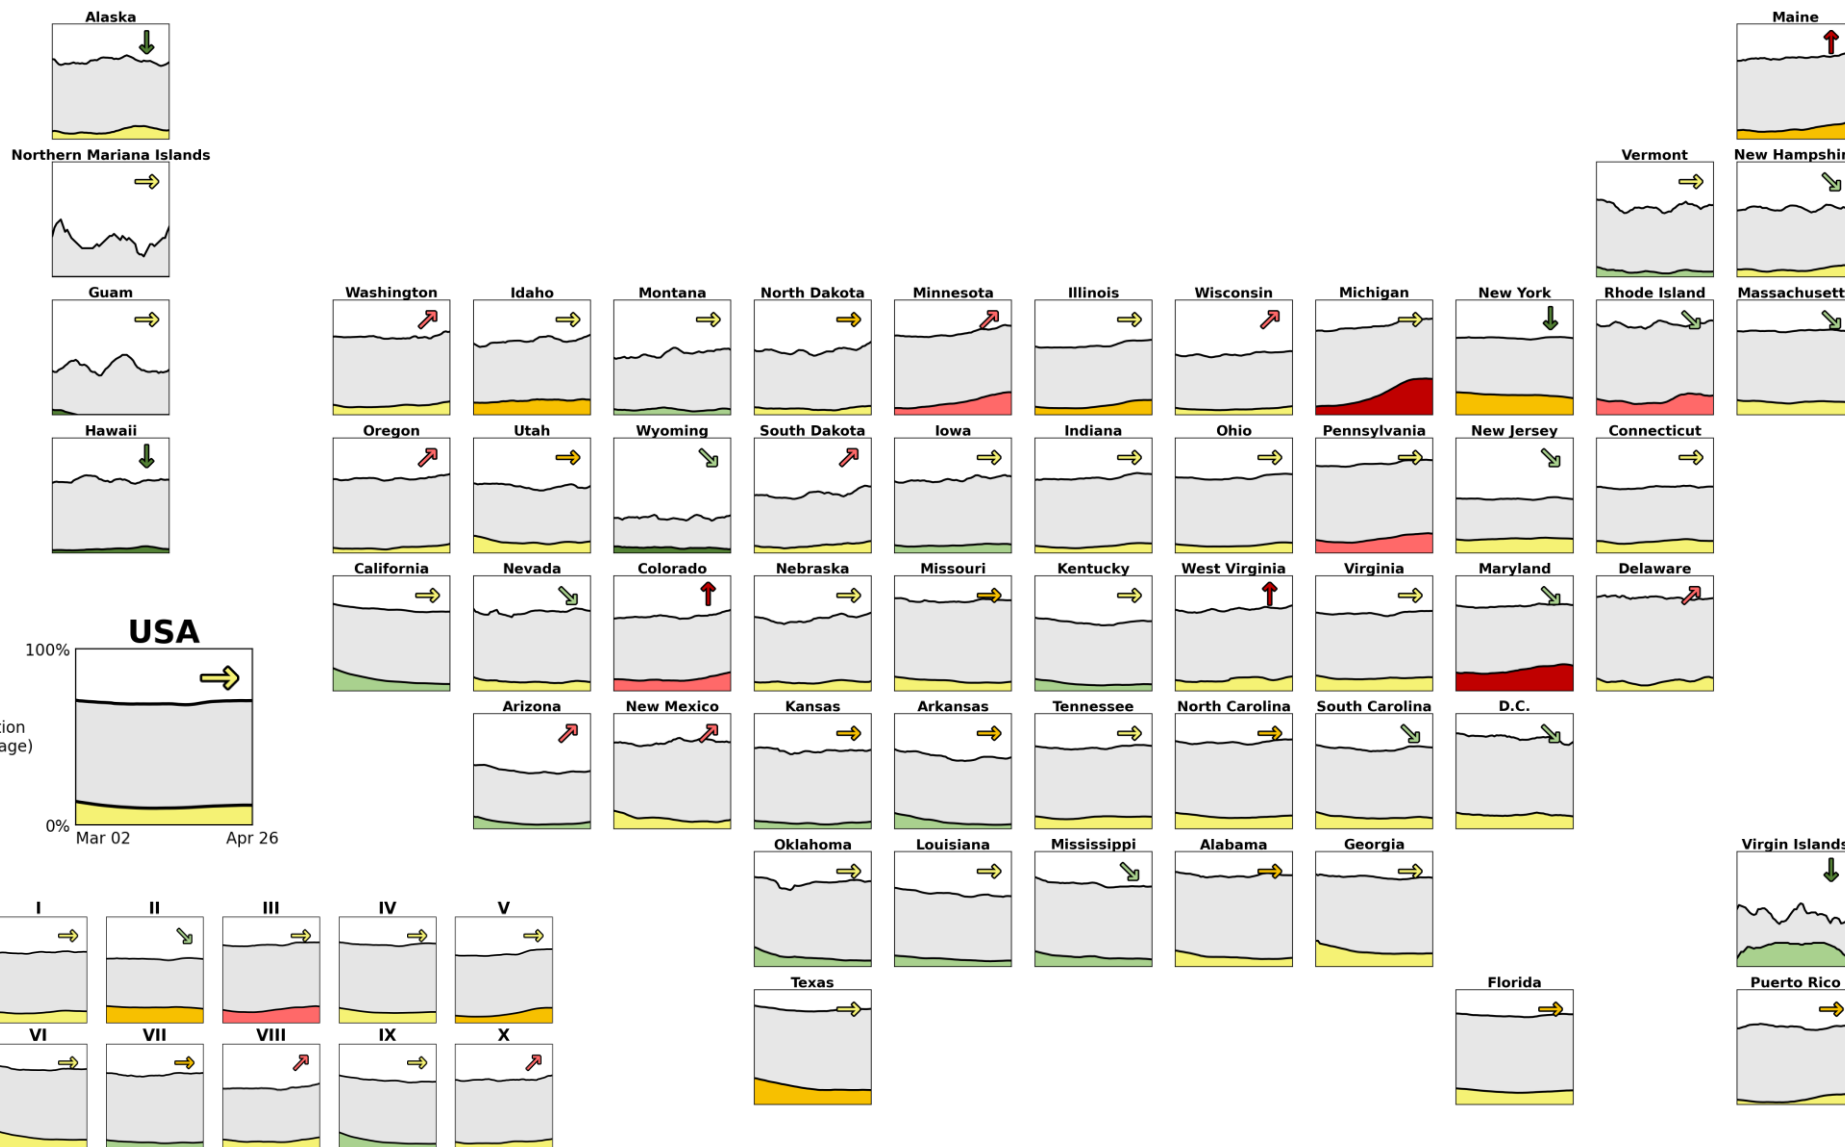 Alaska
Maine
Northern Mariana Islands
Vermont
New Hampshir
Guam
Washington
Idaho
Montana
North Dakota
Minnesota
Illinois
Wisconsin
Michigan
New York
Rhode Island
Massachusett
Hawaii
Oregon
Utah
Wyoming
South Dakota
Iowa
Indiana
Ohio
Pennsylvania
New Jersey
Connecticut
California
Nevada
Colorado
Nebraska
Missouri
Kentucky
West Virginia
Virginia
Maryland
Delaware
USA
100%
tion
age)
0%
Mar 02
Apr 26
Arizona
New Mexico
Kansas
Arkansas
Tennessee
North Carolina
South Carolina
D.C.
Oklahoma
Louisiana
Mississippi
Alabama
Georgia
Virgin Islands
I
II
III
IV
V
Texas
Florida
Puerto Rico
VI
VII
VIII
IX
X